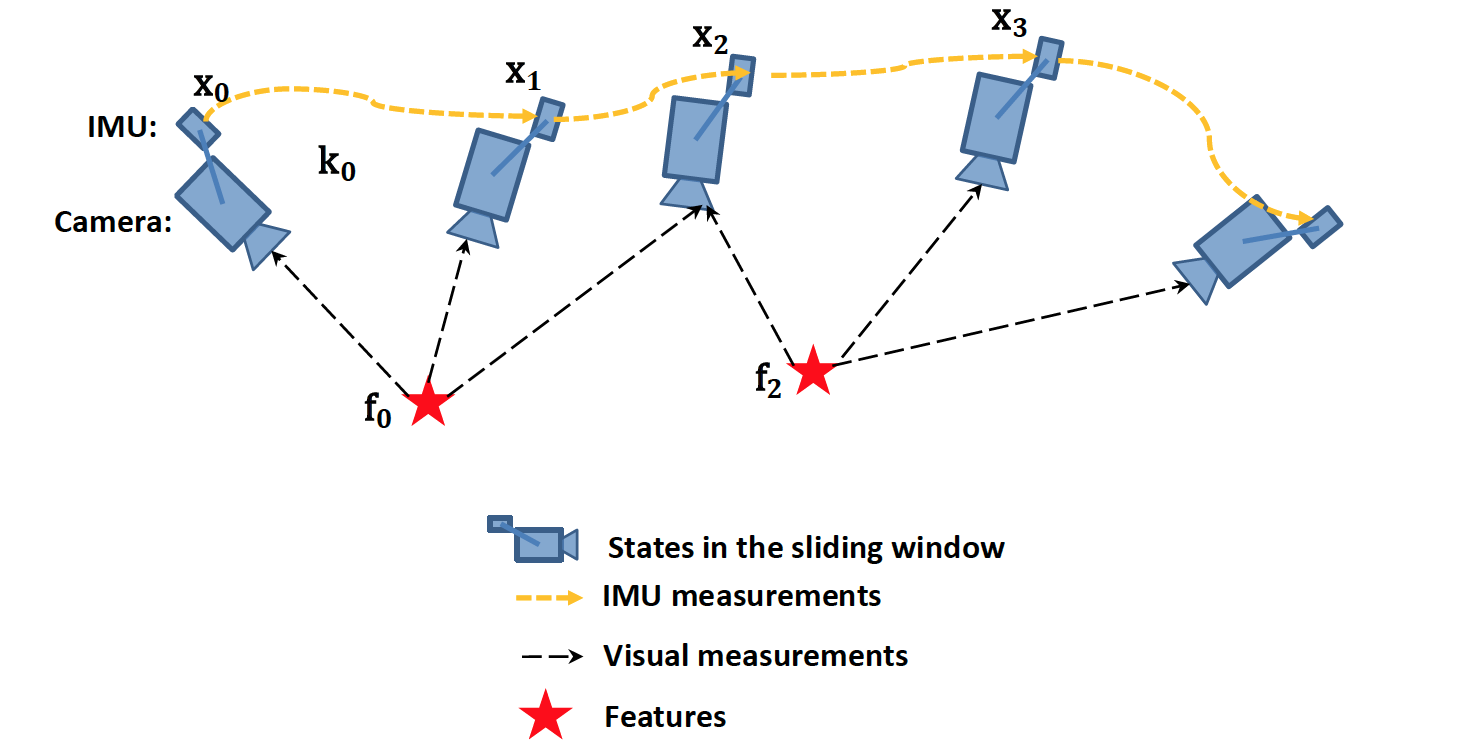 x₀
x₁
x₂
x₃
IMU:
k₀
Camera:
f₀
f₂
States in the sliding window
IMU measurements
Visual measurements
Features